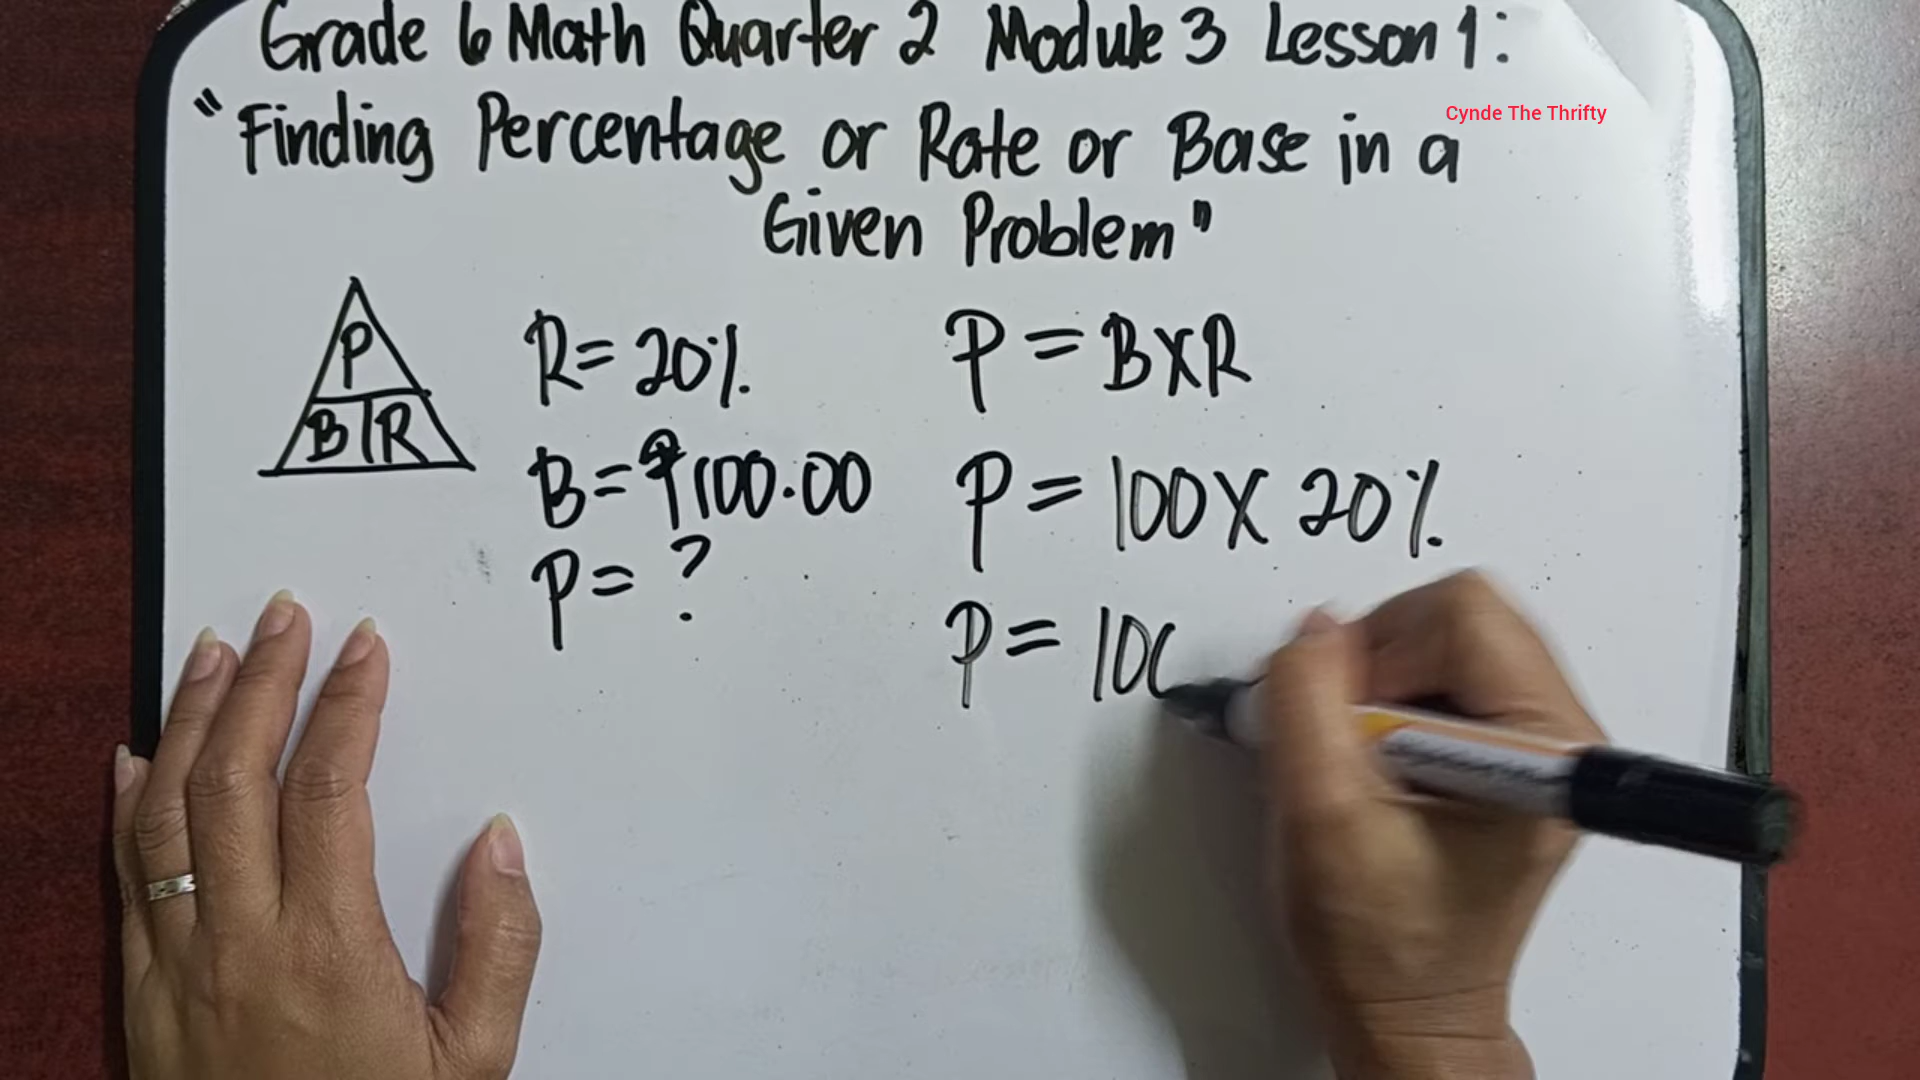 Grade 6 Math Quarter 2 Module 3 Lesson 1:
Cynde The Thrifty
"Finding Percentage or Rate or Base in a
Given Problem"
P
B R
R = 20%
B = ₱100.00
P = ?
P = B X R
P = 100 X 20%
P = 100